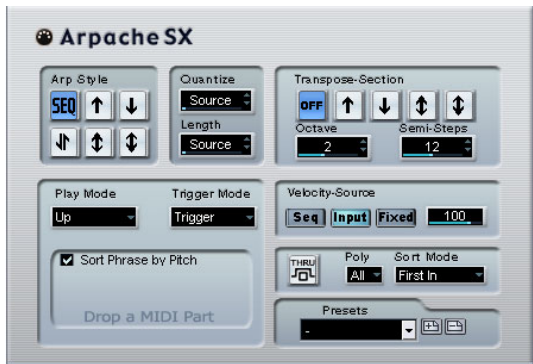 Arpache SX
Arp Style
SEQ
Quantize
Source
Length
Source
Transpose-Section
OFF
Octave
Semi-Steps
2
12
Play Mode
Trigger Mode
Up
Trigger
Sort Phrase by Pitch
Drop a MIDI Part
Velocity-Source
Seq Input Fixed 100
THRU
Poly
Sort Mode
All
First In
Presets
-